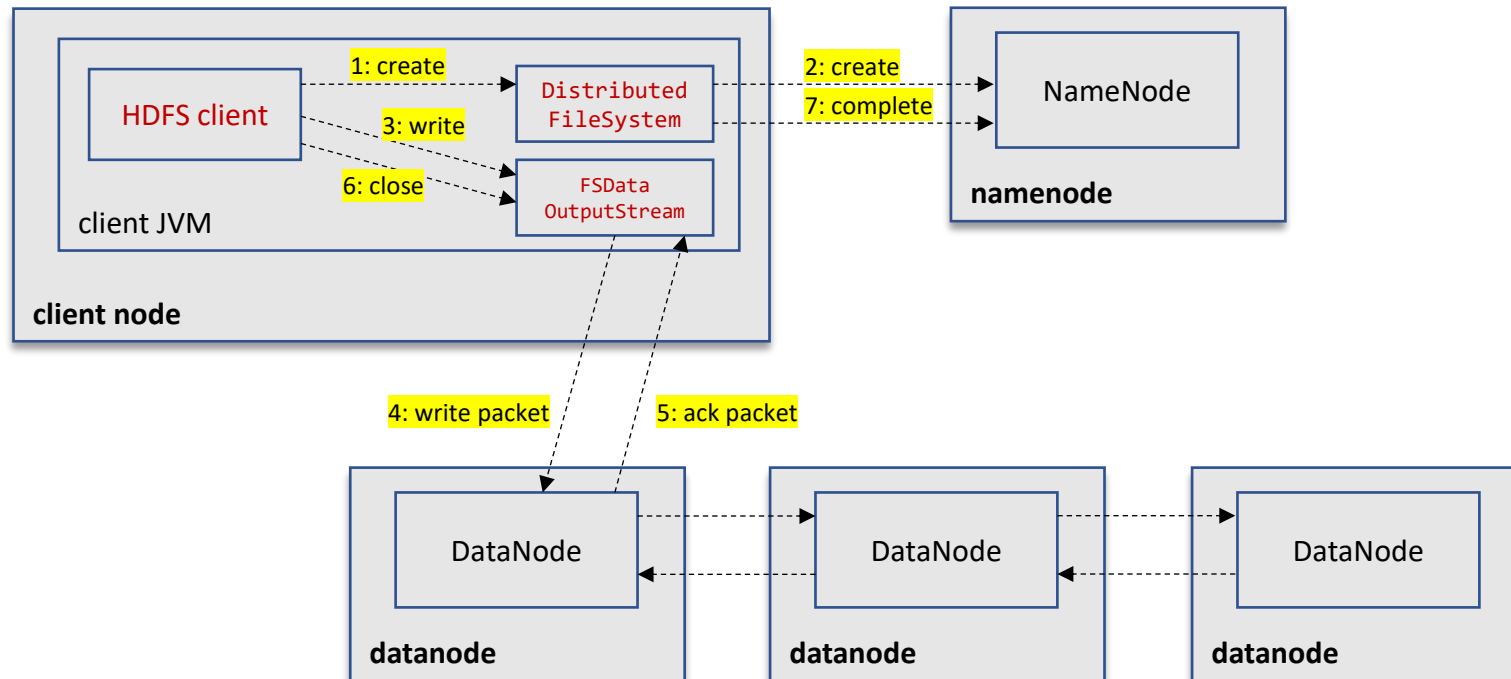 1: create
2: create
HDFS client
Distributed
FileSystem
NameNode
7: complete
3: write
6: close
FSData
OutputStream
namenode
client JVM
client node
4: write packet
5: ack packet
DataNode
DataNode
DataNode
datanode
datanode
datanode